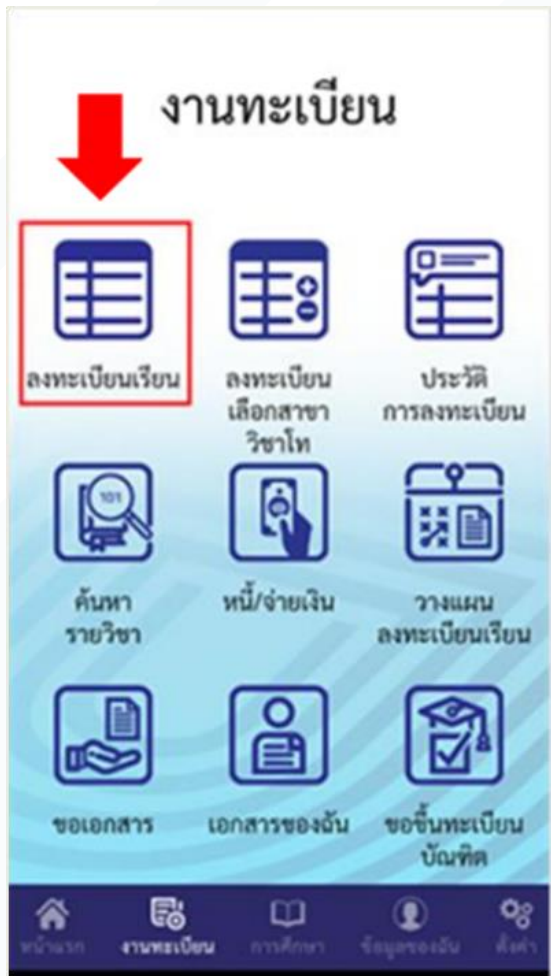 งานทะเบียน
ลงทะเบียนเรียน
ลงทะเบียน
เลือกสาขา
วิชาโท
ประวัติ
การลงทะเบียน
101
ค้นหา
รายวิชา
หนี้/จ่ายเงิน
วางแผน
ลงทะเบียนเรียน
ขอเอกสาร
เอกสารของฉัน
ขอขึ้นทะเบียน
บัณฑิต
หน้าแรก
งานทะเบียน
การศึกษา
ข้อมูลของฉัน
ตั้งค่า